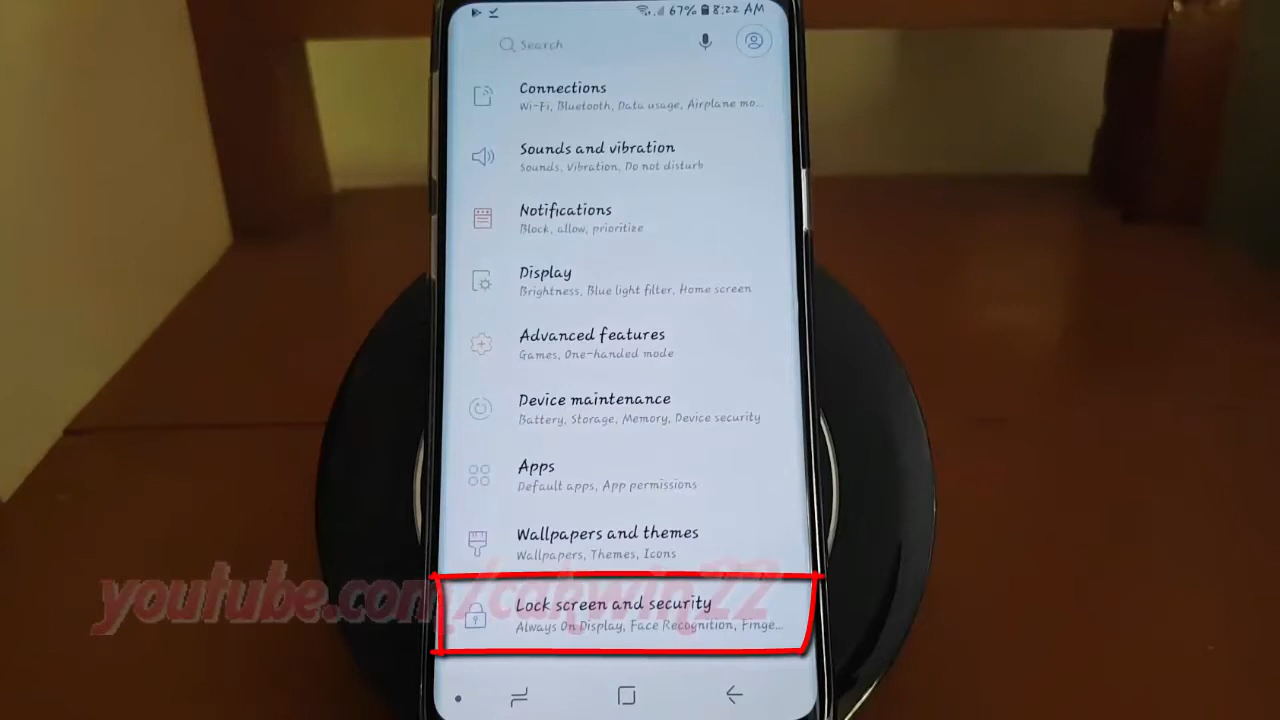 67% 8:22 AM
Search
Connections
Wi-Fi, Bluetooth, Data usage, Airplane mo...
Sounds and vibration
Sounds, Vibration, Do not disturb
Notifications
Block, allow, prioritize
Display
Brightness, Blue light filter, Home screen
Advanced features
Games, One-handed mode
Device maintenance
Battery, Storage, Memory, Device security
Apps
Default apps, App permissions
Wallpapers and themes
Wallpapers, Themes, Icons
youtube.com/cakwin22
Lock screen and security
Always On Display, Face Recognition, Finge...